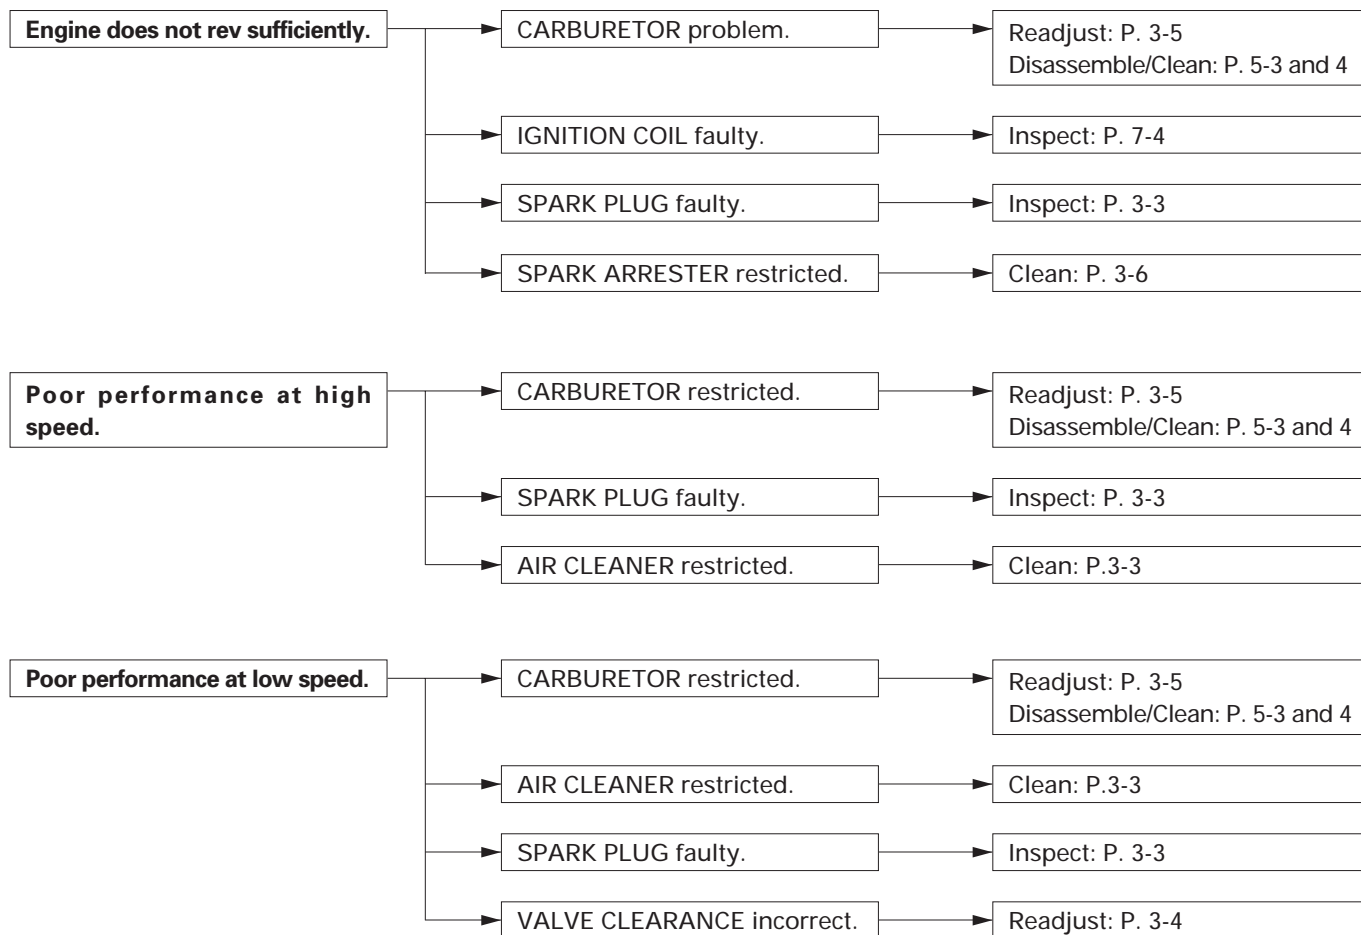 Engine does not rev sufficiently.
CARBURETOR problem.
Readjust: P. 3-5
Disassemble/Clean: P. 5-3 and 4
IGNITION COIL faulty.
Inspect: P. 7-4
SPARK PLUG faulty.
Inspect: P. 3-3
SPARK ARRESTER restricted.
Clean: P. 3-6
Poor performance at high
speed.
CARBURETOR restricted.
Readjust: P. 3-5
Disassemble/Clean: P. 5-3 and 4
SPARK PLUG faulty.
Inspect: P. 3-3
AIR CLEANER restricted.
Clean: P.3-3
Poor performance at low speed.
CARBURETOR restricted.
Readjust: P. 3-5
Disassemble/Clean: P. 5-3 and 4
AIR CLEANER restricted.
Clean: P.3-3
SPARK PLUG faulty.
Inspect: P. 3-3
VALVE CLEARANCE incorrect.
Readjust: P. 3-4